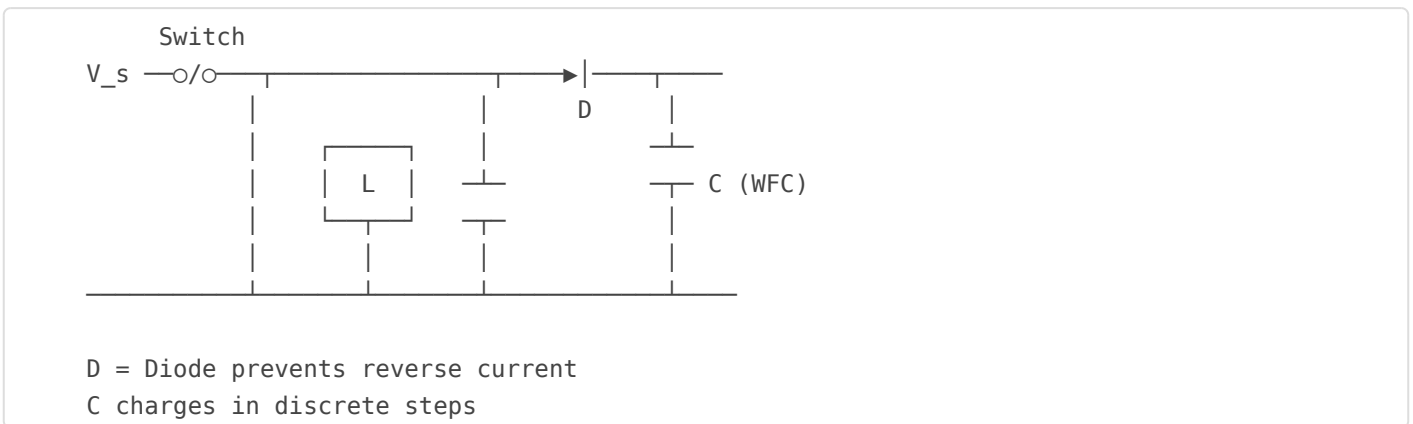 Switch
V_s
D
L
C (WFC)
D = Diode prevents reverse current
C charges in discrete steps